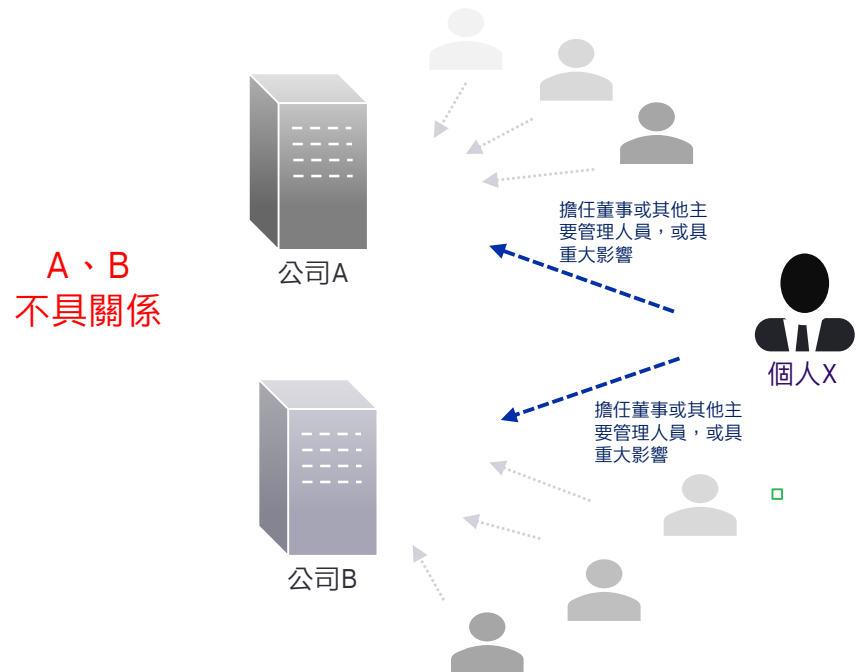 擔任董事或其他主
要管理人員，或具
重大影響
A、B
不具關係
公司A
個人X
擔任董事或其他主
要管理人員，或具
重大影響
公司B